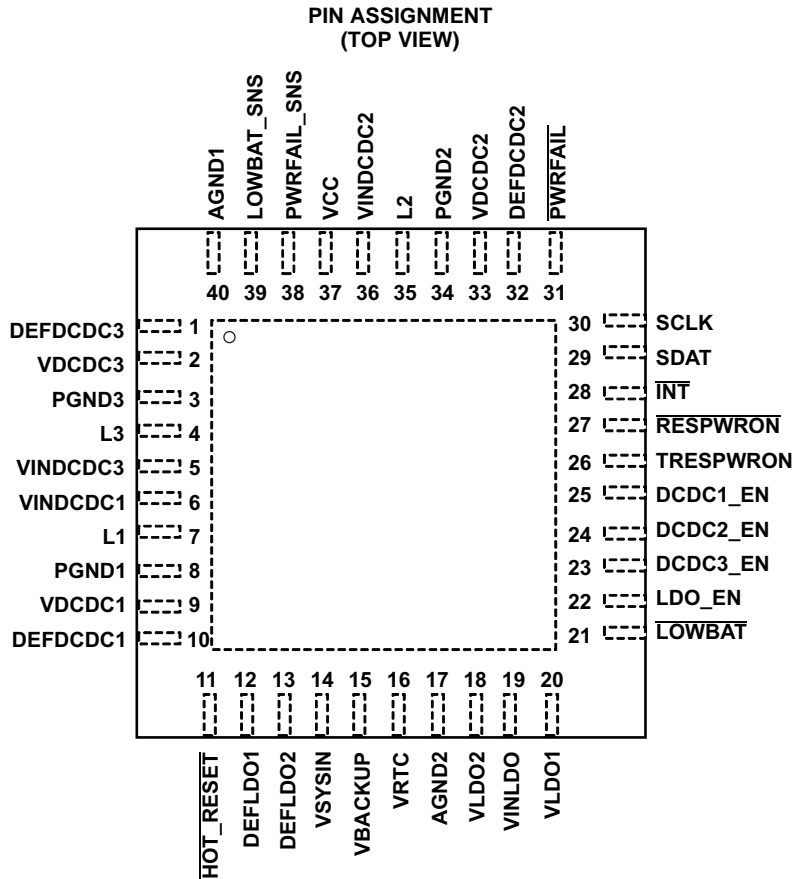 PIN ASSIGNMENT
(TOP VIEW)
AGND1
LOWBAT_SNS
PWRFAIL_SNS
VCC
VINDCDC2
L2
PGND2
VDCDC2
DEFDCDC2
PWRFAIL
40 39 38 37 36 35 34 33 32 31
DEFDCDC3 1
VDCDC3 2
PGND3 3
L3 4
VINDCDC3 5
VINDCDC1 6
L1 7
PGND1 8
VDCDC1 9
DEFDCDC1 10
30 SCLK
29 SDAT
28 INT
27 RESPWRON
26 TRESPWRON
25 DCDC1_EN
24 DCDC2_EN
23 DCDC3_EN
22 LDO_EN
21 LOWBAT
11 12 13 14 15 16 17 18 19 20
HOT_RESET
DEFLDO1
DEFLDO2
VSYSIN
VBACKUP
VRTC
AGND2
VLDO2
VINLDO
VLDO1